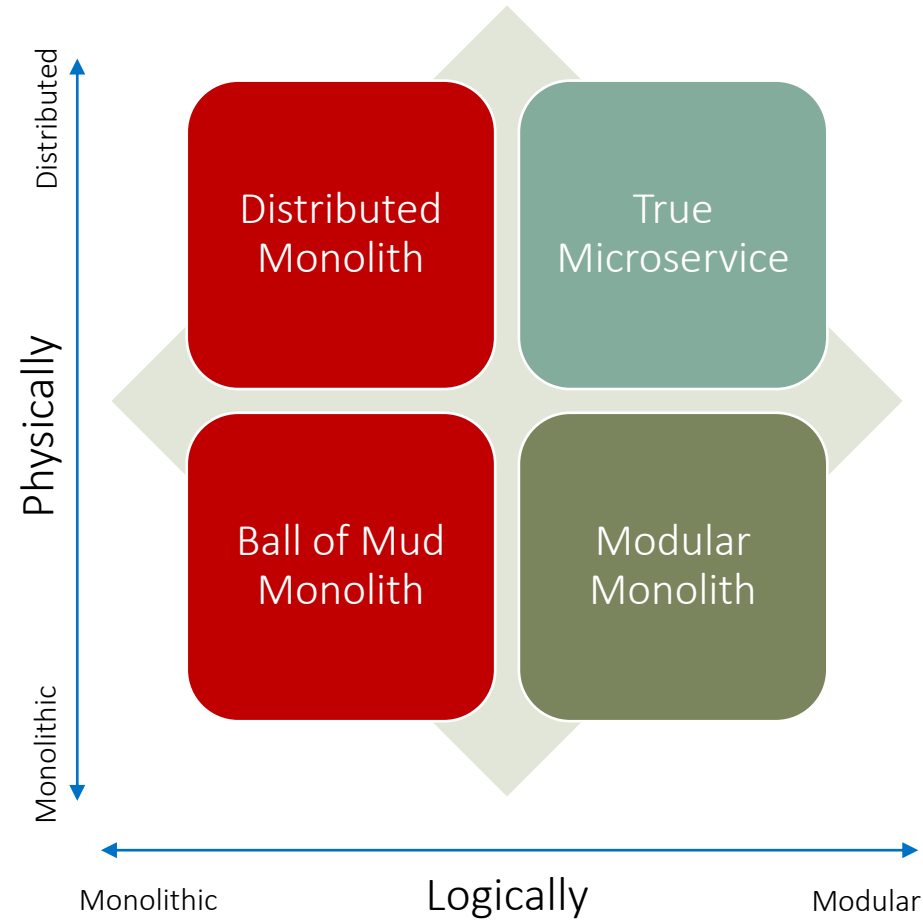 Distributed
Distributed
Monolith
True
Microservice
Physically
Ball of Mud
Monolith
Modular
Monolith
Monolithic
Monolithic
Logically
Modular